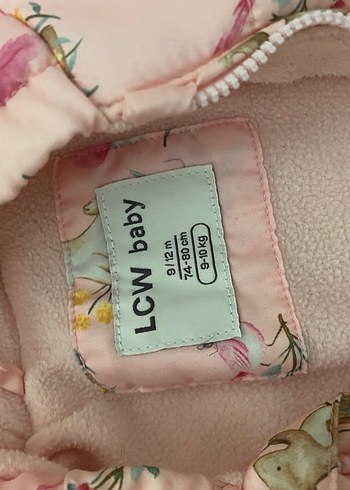 LCW baby
9/12 m
74-80 cm
9-10 kg